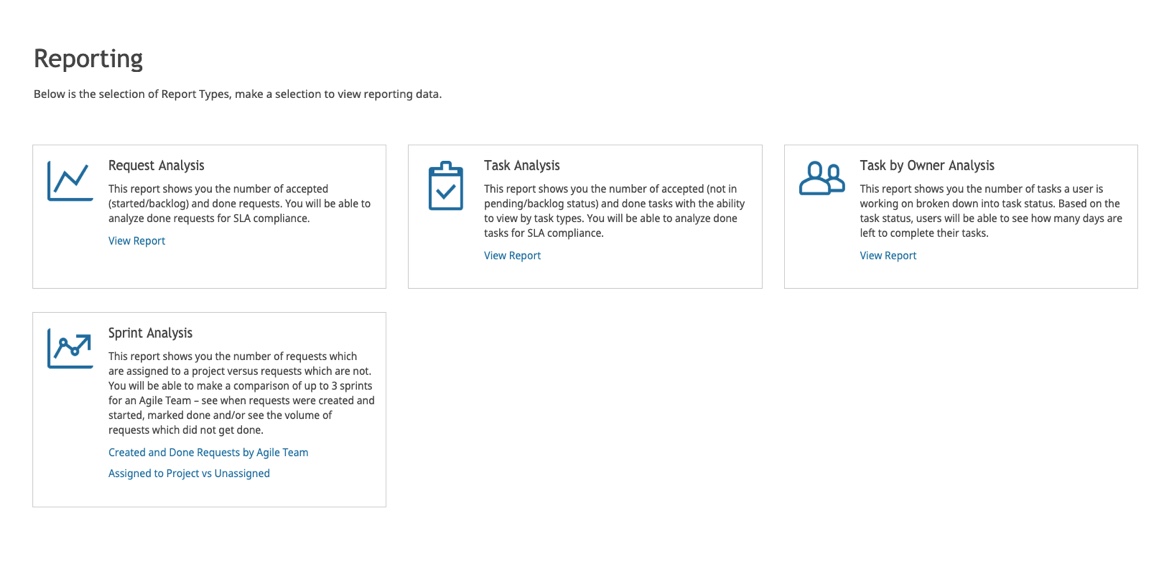 Reporting
Below is the selection of Report Types, make a selection to view reporting data.
Request Analysis
This report shows you the number of accepted
(started/backlog) and done requests. You will be able to
analyze done requests for SLA compliance.
View Report
Task Analysis
This report shows you the number of accepted (not in
pending/backlog status) and done tasks with the ability
to view by task types. You will be able to analyze done
tasks for SLA compliance.
View Report
Task by Owner Analysis
This report shows you the number of tasks a user is
working on broken down into task status. Based on the
task status, users will be able to see how many days are
left to complete their tasks.
View Report
Sprint Analysis
This report shows you the number of requests which
are assigned to a project versus requests which are not.
You will be able to make a comparison of up to 3 sprints
for an Agile Team – see when requests were created and
started, marked done and/or see the volume of
requests which did not get done.
Created and Done Requests by Agile Team
Assigned to Project vs Unassigned